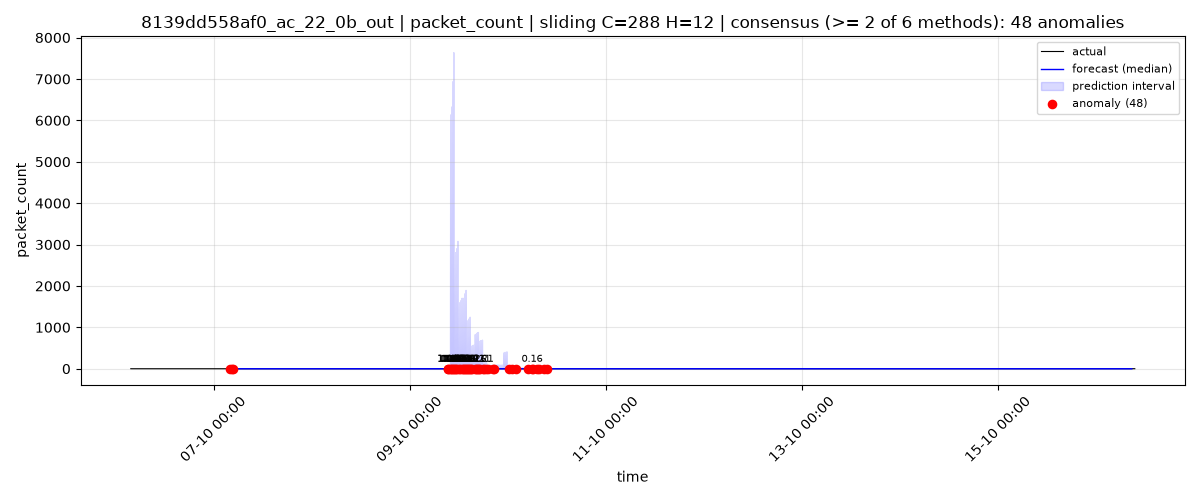 8139dd558af0_ac_22_0b_out | packet_count | sliding C=288 H=12 | consensus (>= 2 of 6 methods): 48 anomalies
actual
forecast (median)
prediction interval
anomaly (48)
packet_count
8000
7000
6000
5000
4000
3000
2000
1000
0
0.16
07-10 00:00
09-10 00:00
11-10 00:00
13-10 00:00
15-10 00:00
time